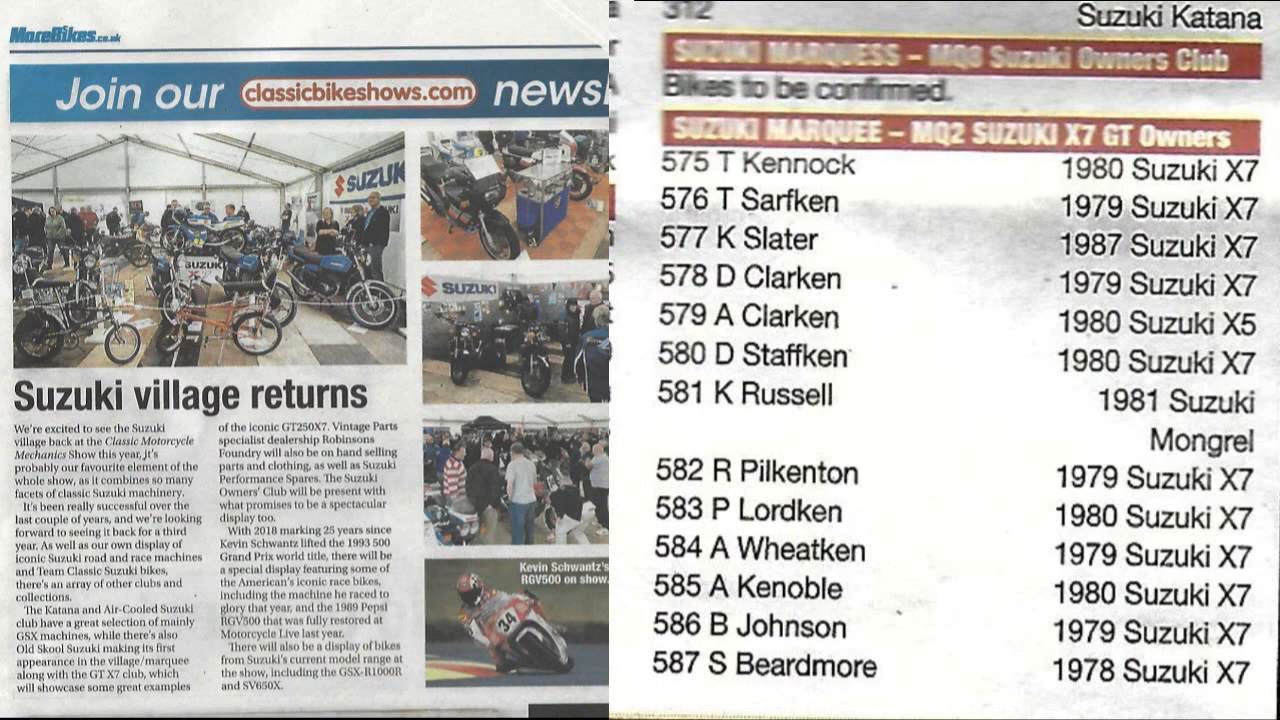 MoreBikes.co.uk
Join our classicbikeshows.com newsl
SUZUKI
SUZUKI
SUZUKI
Kevin Schwantz's
RGV500 on show.
34
Suzuki village returns
We're excited to see the Suzuki
village back at the Classic Motorcycle
Mechanics Show this year, it's
probably our favourite element of the
whole show, as it combines so many
facets of classic Suzuki machinery.
It's been really successful over the
last couple of years, and we're looking
forward to seeing it back for a third
year. As well as our own display of
iconic Suzuki road and race machines
and Team Classic Suzuki bikes,
there's an array of other clubs and
collections.
The Katana and Air-Cooled Suzuki
club have a great selection of mainly
GSX machines, while there's also
Old Skool Suzuki making its first
appearance in the village/marquee
along with the GT X7 club, which
will showcase some great examples
of the iconic GT250X7. Vintage Parts
specialist dealership Robinsons
Foundry will also be on hand selling
parts and clothing, as well as Suzuki
Performance Spares. The Suzuki
Owners' Club will be present with
what promises to be a spectacular
display too.
With 2018 marking 25 years since
Kevin Schwantz lifted the 1993 500
Grand Prix world title, there will be
a special display featuring some of
the American's iconic race bikes,
including the machine he raced to
glory that year, and the 1989 Pepsi
RGV500 that was fully restored at
Motorcycle Live last year.
There will also be a display of bikes
from Suzuki's current model range at
the show, including the GSX-R1000R
and SV650X.
312 Suzuki Katana
SUZUKI MARQUESS – MQ8 Suzuki Owners Club
Bikes to be confirmed.
SUZUKI MARQUEE – MQ2 SUZUKI X7 GT Owners
575 T Kennock 1980 Suzuki X7
576 T Sarfken 1979 Suzuki X7
577 K Slater 1987 Suzuki X7
578 D Clarken 1979 Suzuki X7
579 A Clarken 1980 Suzuki X5
580 D Staffken 1980 Suzuki X7
581 K Russell 1981 Suzuki
Mongrel
582 R Pilkenton 1979 Suzuki X7
583 P Lordken 1980 Suzuki X7
584 A Wheatken 1979 Suzuki X7
585 A Kenoble 1980 Suzuki X7
586 B Johnson 1979 Suzuki X7
587 S Beardmore 1978 Suzuki X7